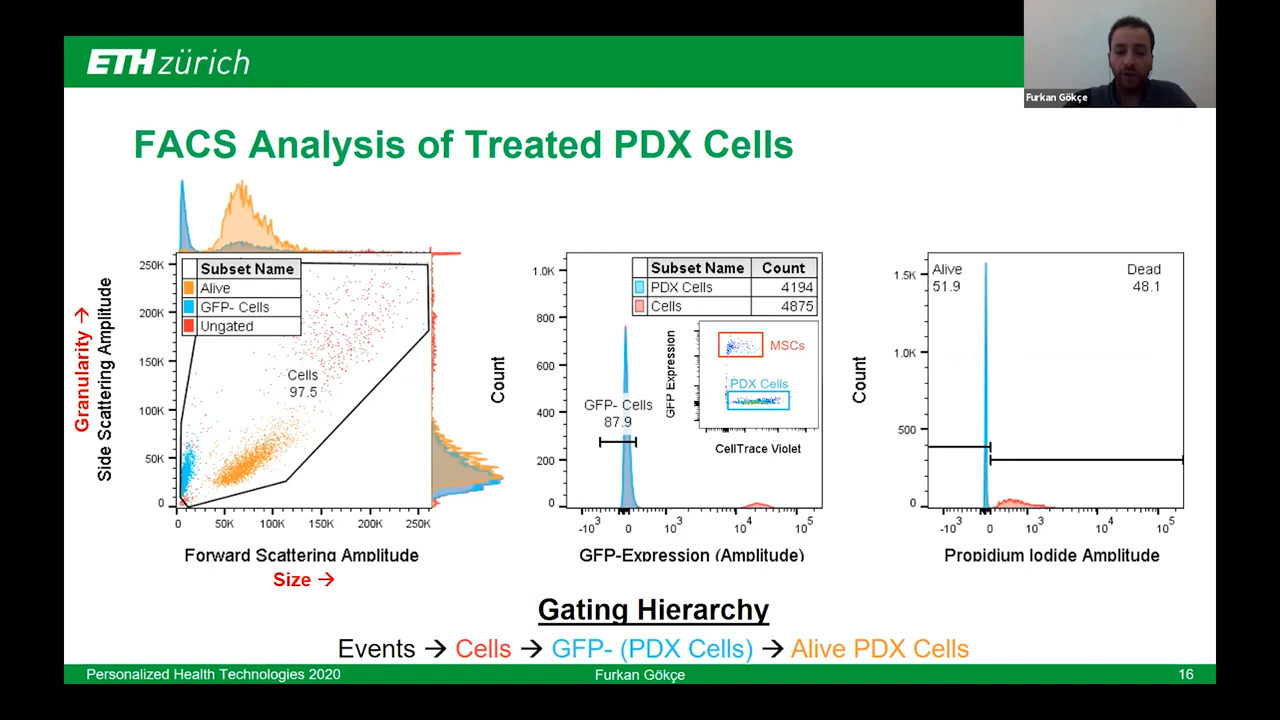 ETH zürich
Furkan Gökçe
FACS Analysis of Treated PDX Cells
Granularity →
Side Scattering Amplitude
250K
200K
150K
100K
50K
0
Subset Name
Alive
GFP- Cells
Ungated
Cells
97.5
0 50K 100K 150K 200K 250K
Forward Scattering Amplitude
Size →
Count
1.0K
800
600
400
200
0
Subset Name Count
PDX Cells 4194
Cells 4875
GFP- Cells
87.9
GFP Expression
MSCs
PDX Cells
CellTrace Violet
-10³ 0 10³ 10⁴ 10⁵
GFP-Expression (Amplitude)
Count
1.5K
1.0K
500
0
Alive
51.9
Dead
48.1
-10³ 0 10³ 10⁴ 10⁵
Propidium Iodide Amplitude
Gating Hierarchy
Events → Cells → GFP- (PDX Cells) → Alive PDX Cells
Personalized Health Technologies 2020
Furkan Gökçe
16